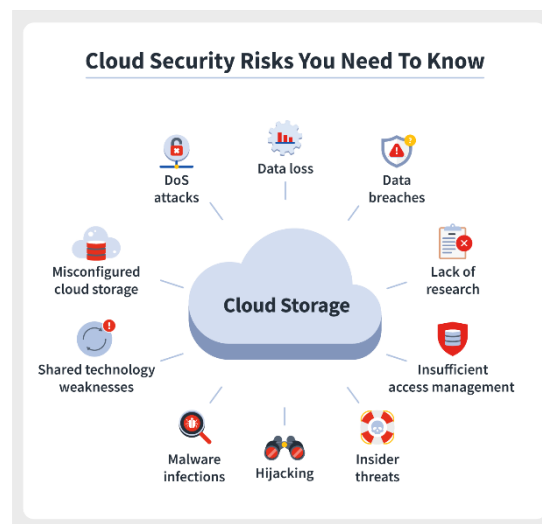 Cloud Security Risks You Need To Know
DoS
attacks
Data loss
Data
breaches
Misconfigured
cloud storage
Lack of
research
Cloud Storage
Shared technology
weaknesses
Insufficient
access management
Malware
infections
Hijacking
Insider
threats